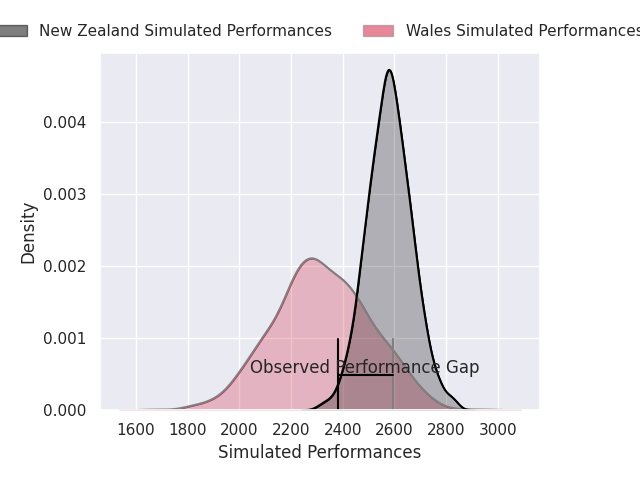 New Zealand Simulated Performances
Wales Simulated Performances
0.004
0.003
0.002
0.001
0.000
Density
Observed Performance Gap
1600 1800 2000 2200 2400 2600 2800 3000
Simulated Performances